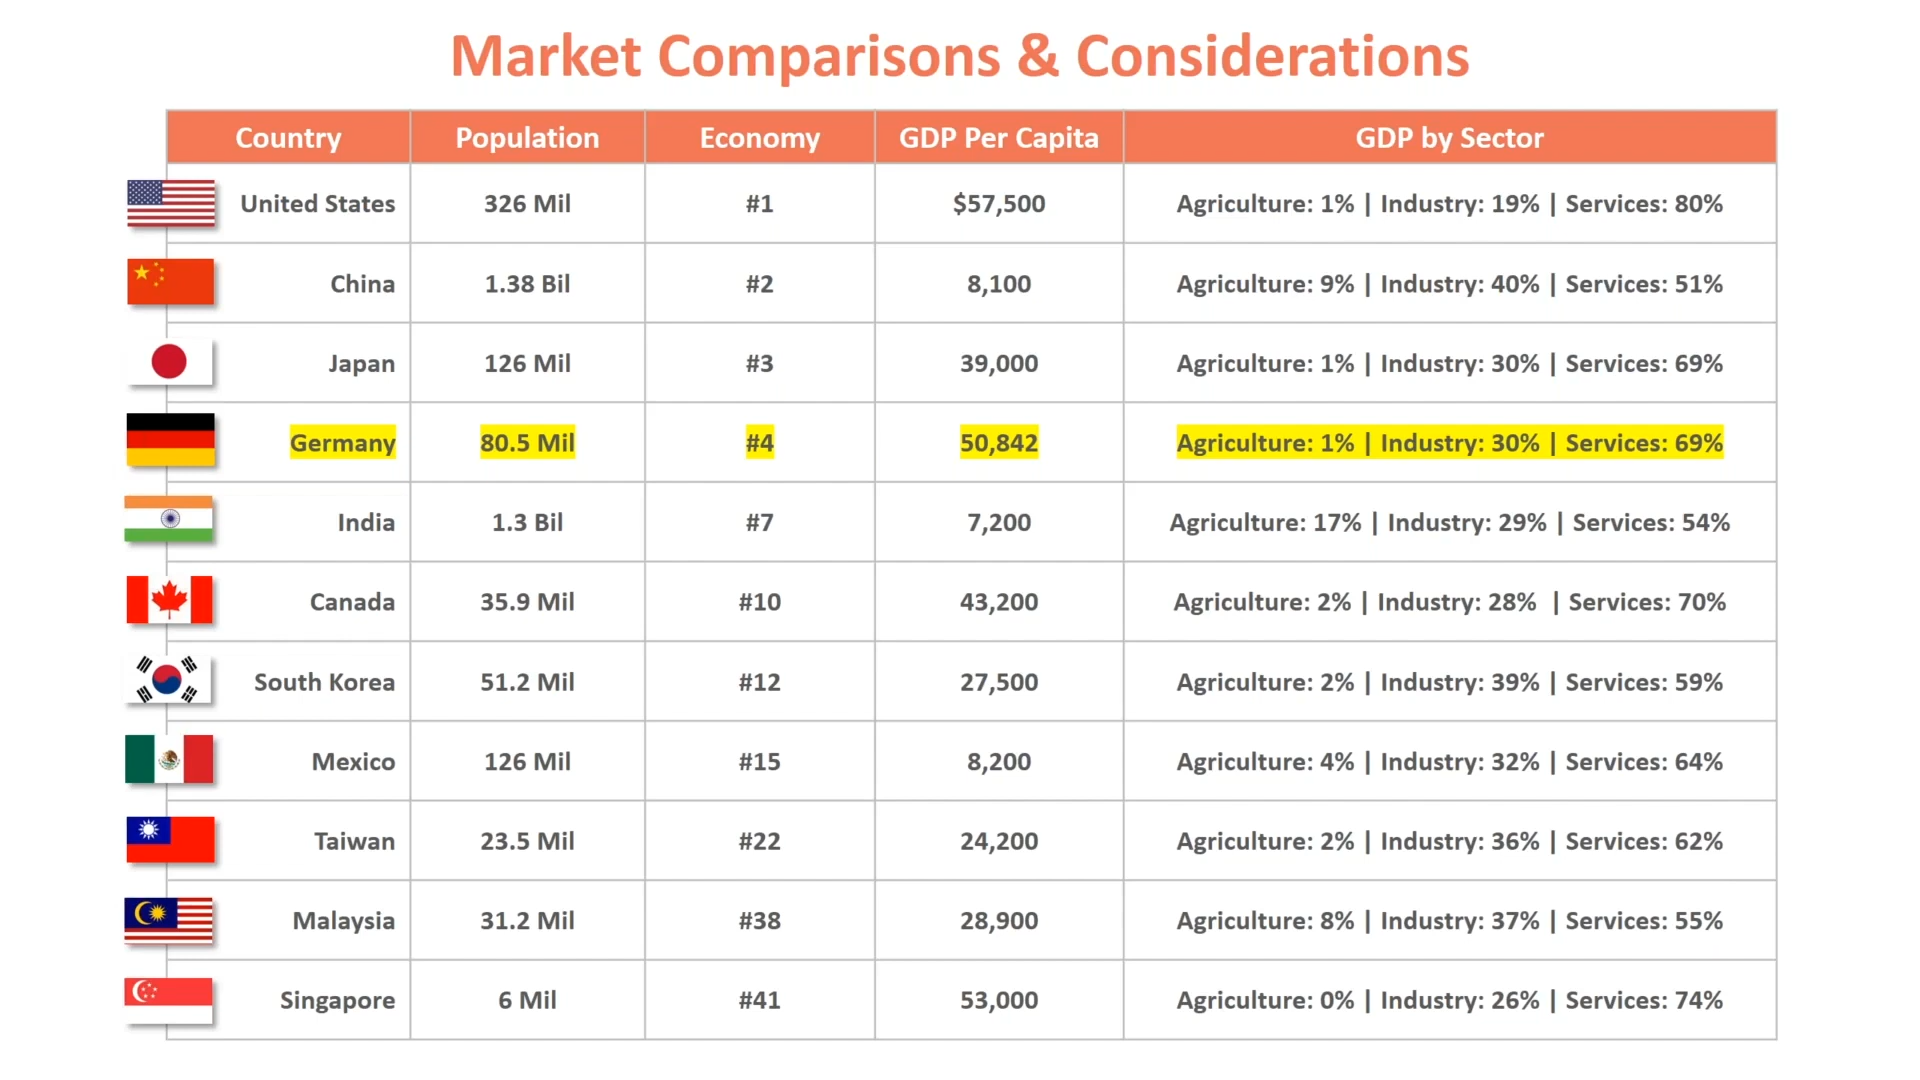 Market Comparisons & Considerations
Country Population Economy GDP Per Capita GDP by Sector
United States 326 Mil #1 $57,500 Agriculture: 1% | Industry: 19% | Services: 80%
China 1.38 Bil #2 8,100 Agriculture: 9% | Industry: 40% | Services: 51%
Japan 126 Mil #3 39,000 Agriculture: 1% | Industry: 30% | Services: 69%
Germany 80.5 Mil #4 50,842 Agriculture: 1% | Industry: 30% | Services: 69%
India 1.3 Bil #7 7,200 Agriculture: 17% | Industry: 29% | Services: 54%
Canada 35.9 Mil #10 43,200 Agriculture: 2% | Industry: 28% | Services: 70%
South Korea 51.2 Mil #12 27,500 Agriculture: 2% | Industry: 39% | Services: 59%
Mexico 126 Mil #15 8,200 Agriculture: 4% | Industry: 32% | Services: 64%
Taiwan 23.5 Mil #22 24,200 Agriculture: 2% | Industry: 36% | Services: 62%
Malaysia 31.2 Mil #38 28,900 Agriculture: 8% | Industry: 37% | Services: 55%
Singapore 6 Mil #41 53,000 Agriculture: 0% | Industry: 26% | Services: 74%